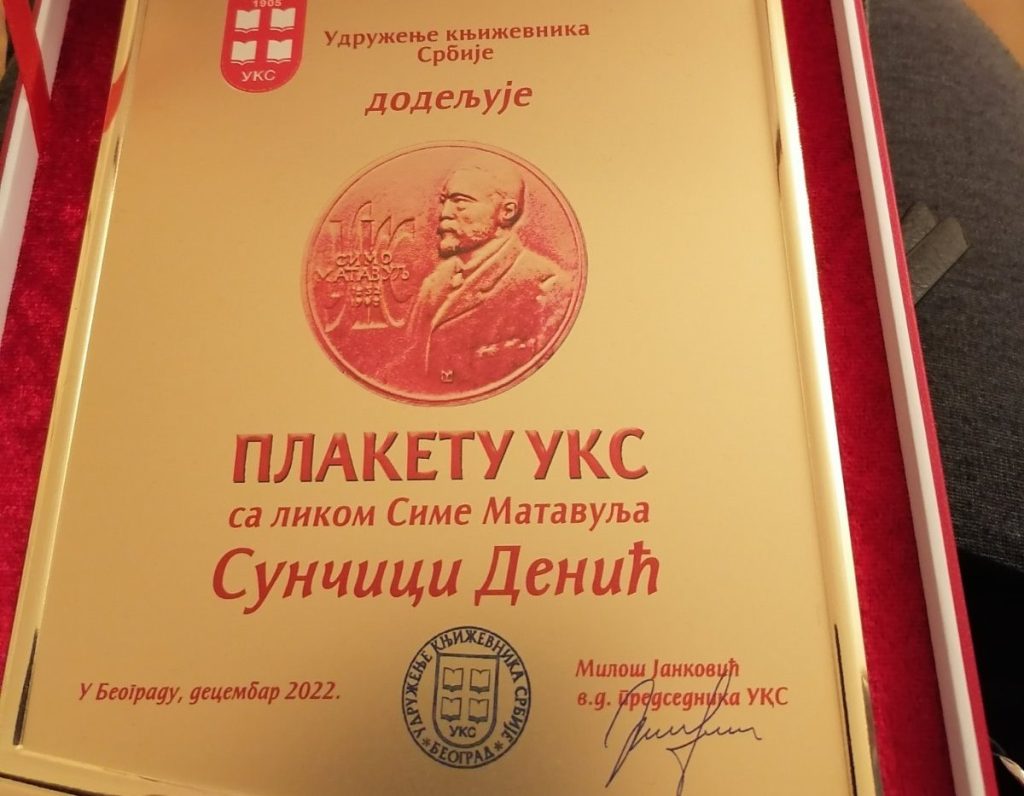 1905
УКС
Удружење књижевника
Србије
додељује
СИМО
МАТАВУЉ
ПЛАКЕТУ УКС
са ликом Симе Матавуља
Сунчици Денић
УДРУЖЕЊЕ КЊИЖЕВНИКА СРБИЈЕ
УКС
БЕОГРАД
У Београду, децембар 2022.
Милош Јанковић
в.д. председника УКС